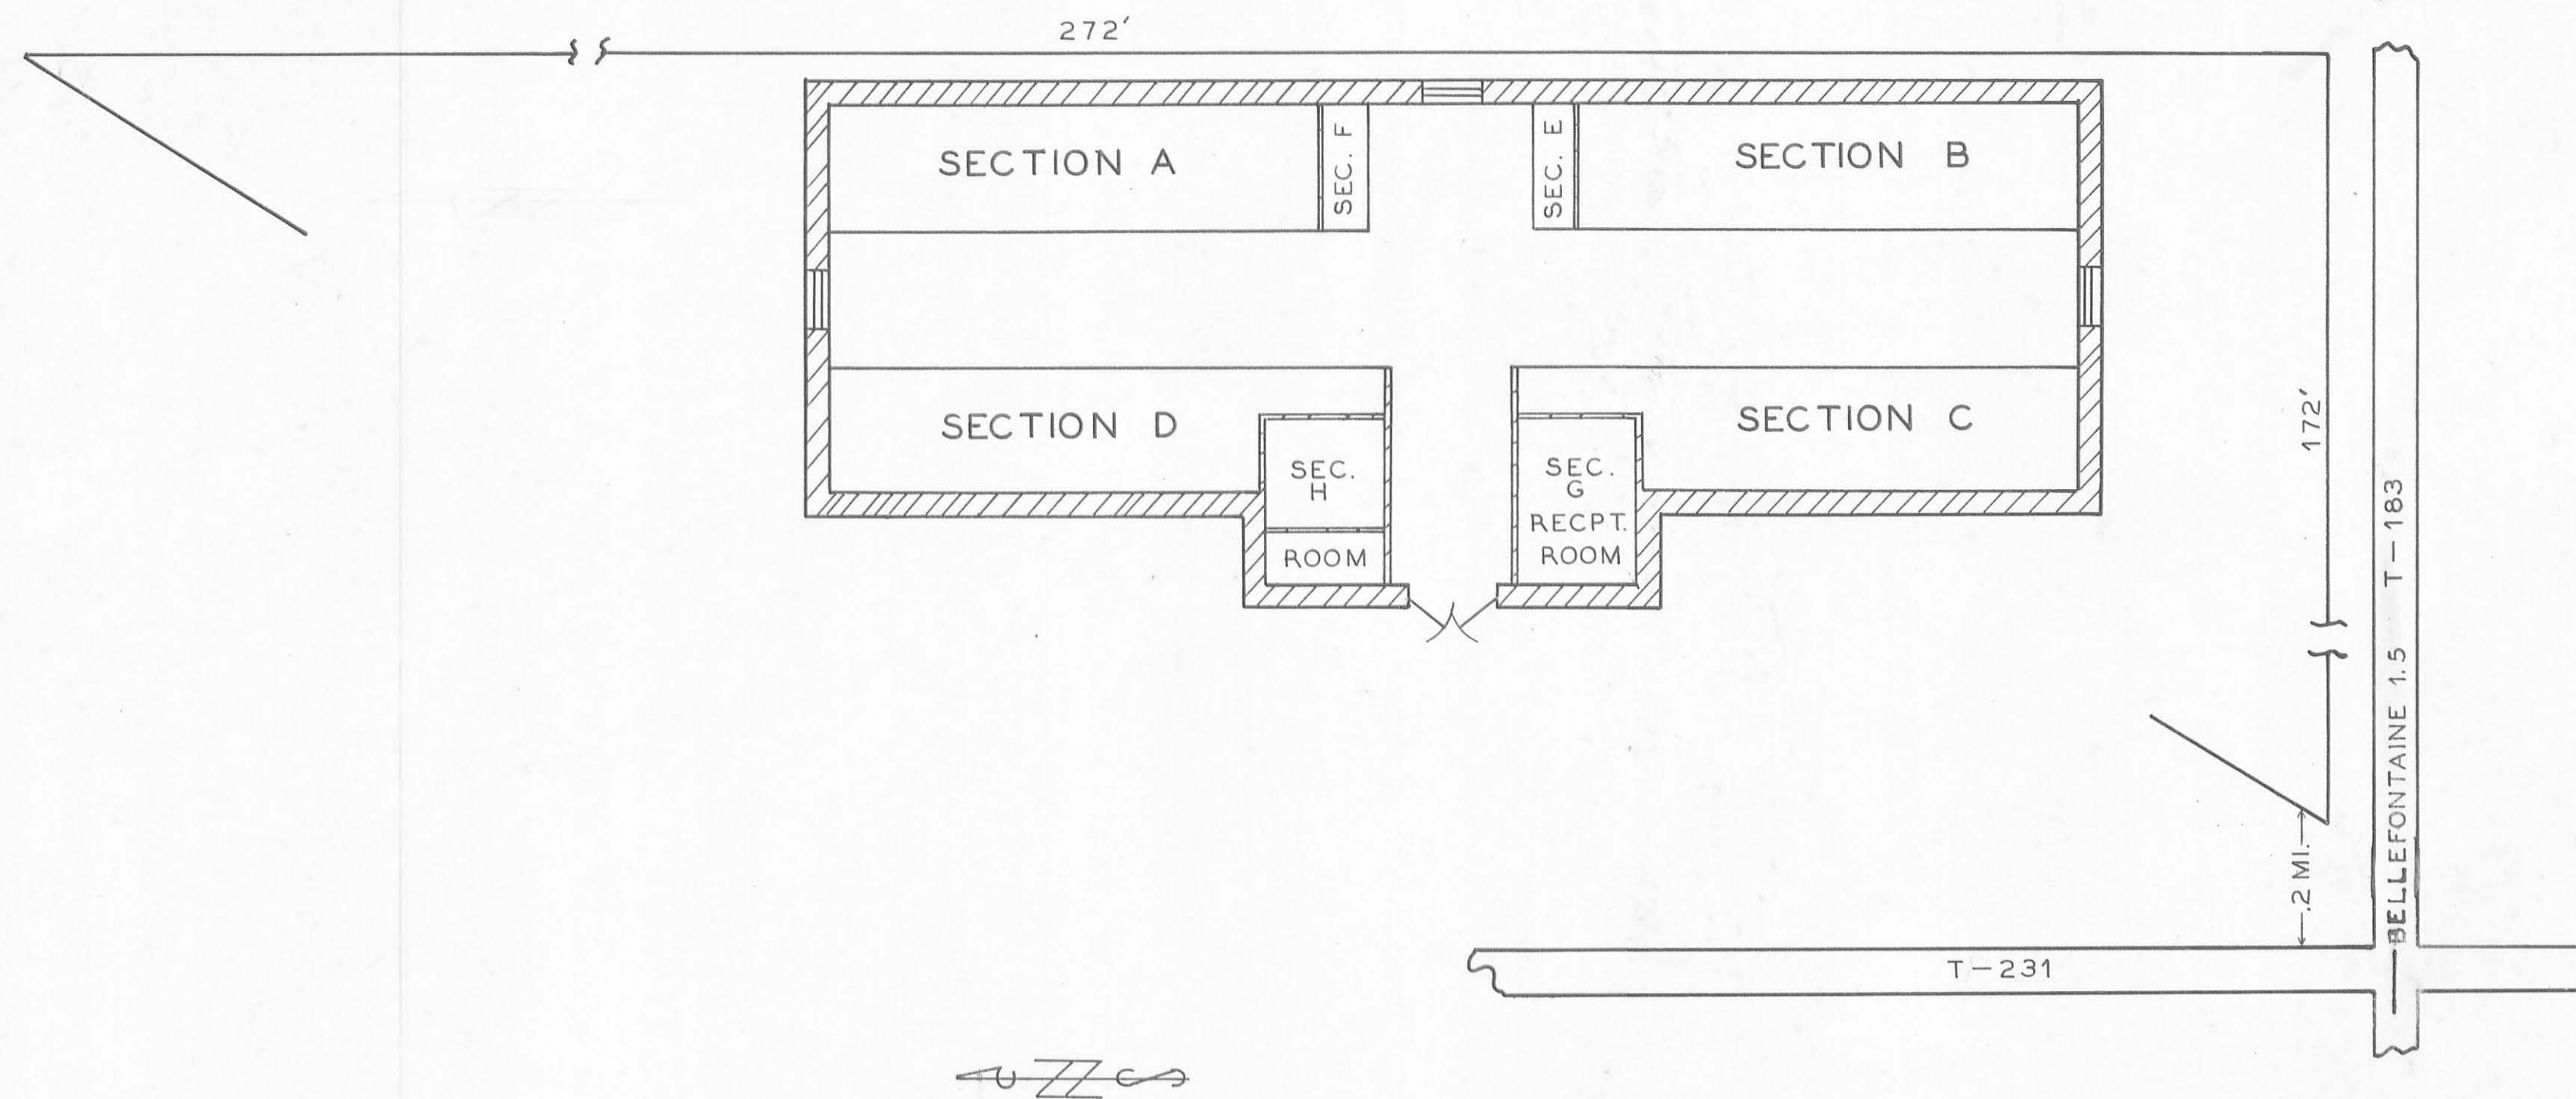 272′
SECTION A
SEC. F
SEC. E
SECTION B
SECTION D
SEC.
H
ROOM
SEC.
G
RECPT.
ROOM
SECTION C
172′
BELLEFONTAINE 1.5 T-183
.2 MI.
T-231
N